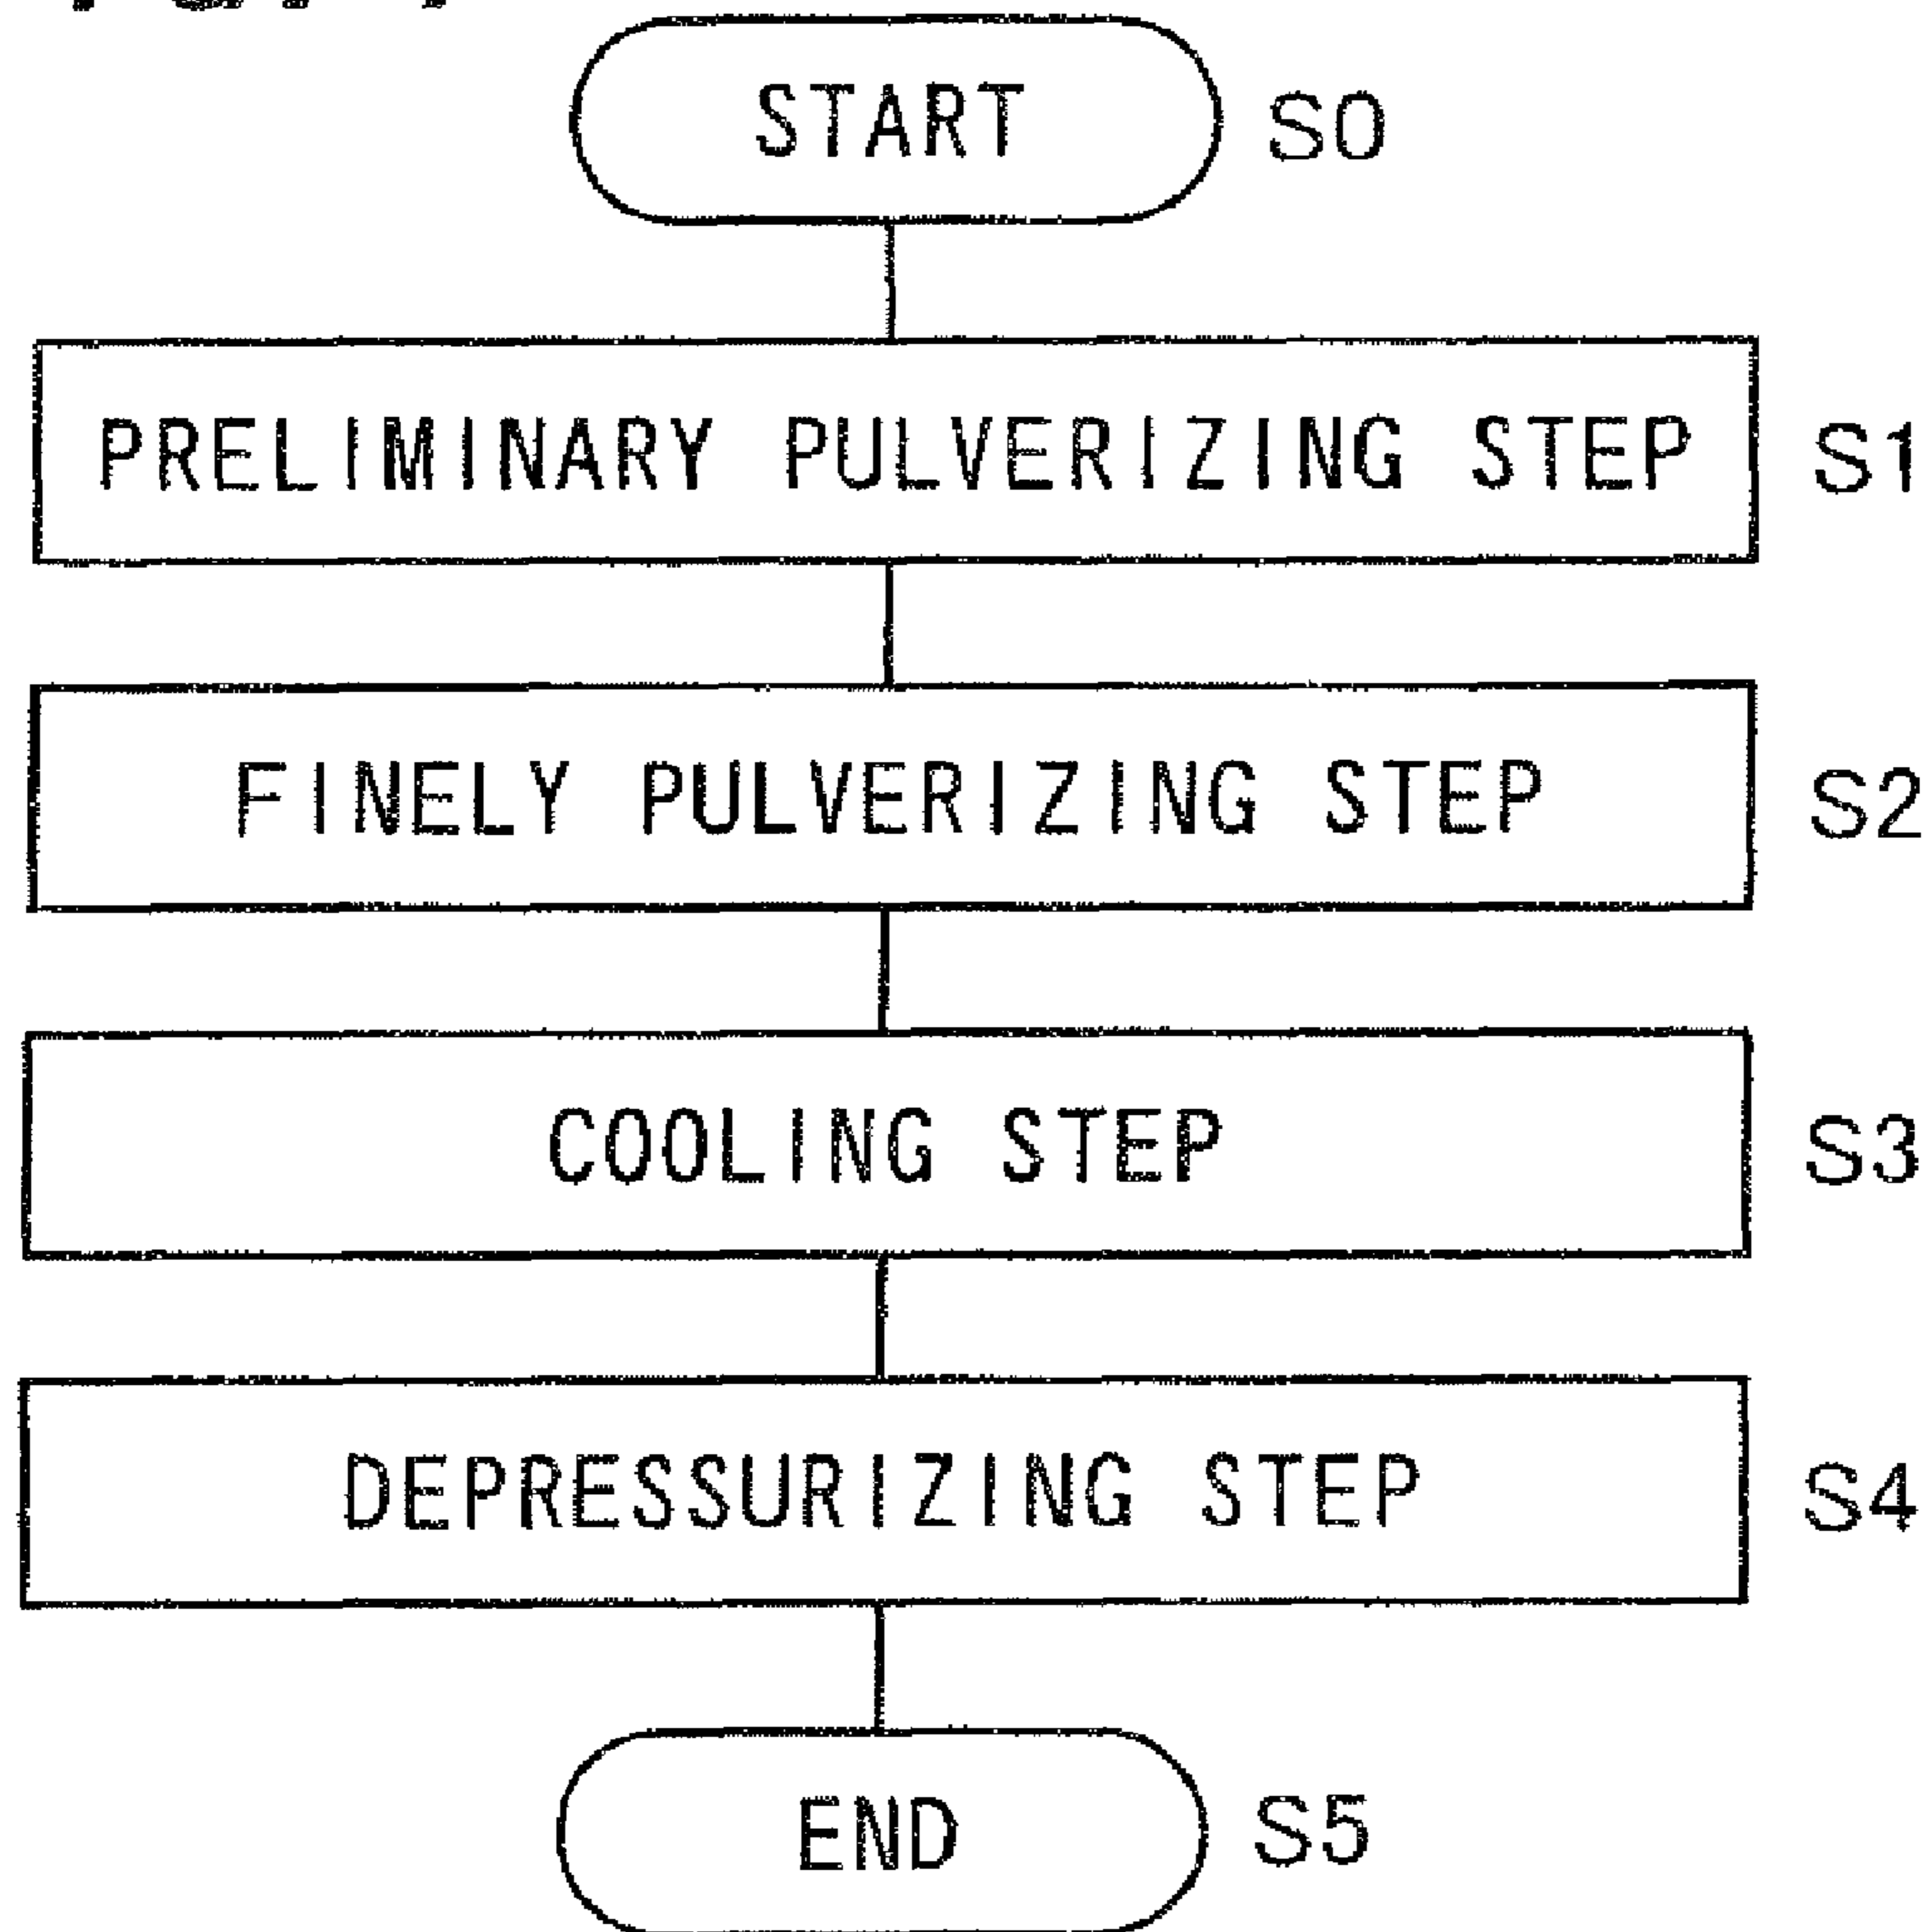 START S0
PRELIMINARY PULVERIZING STEP S1
FINELY PULVERIZING STEP S2
COOLING STEP S3
DEPRESSURIZING STEP S4
END S5